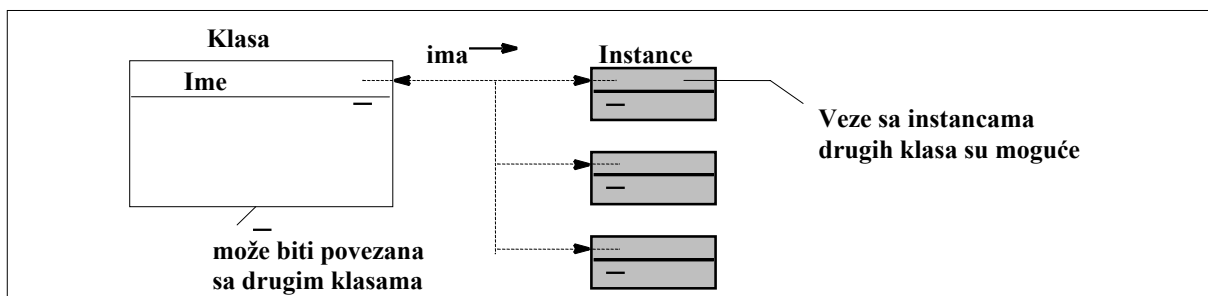 Klasa
ima
Instance
Ime
Veze sa instancama
drugih klasa su moguće
može biti povezana
sa drugim klasama